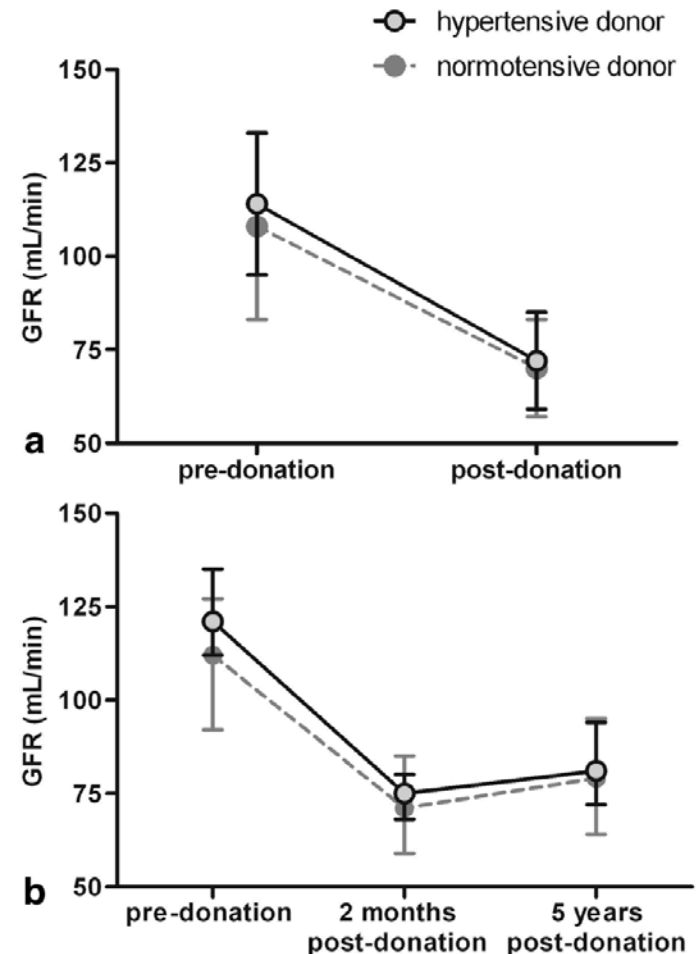 hypertensive donor
normotensive donor
150
125
100
75
50
GFR (mL/min)
a
pre-donation post-donation
150
125
100
75
50
GFR (mL/min)
b
pre-donation 2 months 5 years
post-donation post-donation